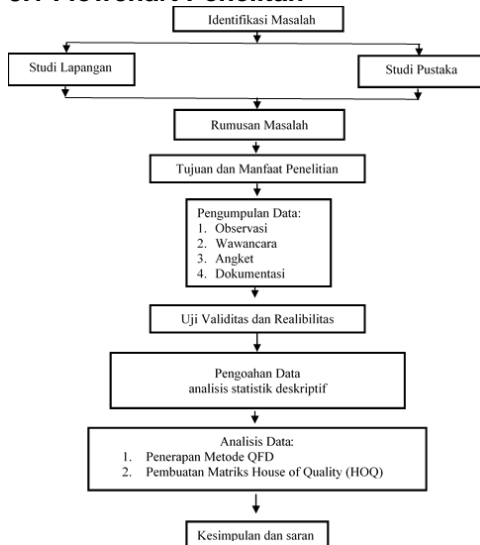 Identifikasi Masalah
Studi Lapangan
Studi Pustaka
Rumusan Masalah
Tujuan dan Manfaat Penelitian
Pengumpulan Data:
1. Observasi
2. Wawancara
3. Angket
4. Dokumentasi
Uji Validitas dan Realibilitas
Pengoahan Data
analisis statistik deskriptif
Analisis Data:
1. Penerapan Metode QFD
2. Pembuatan Matriks House of Quality (HOQ)
Kesimpulan dan saran